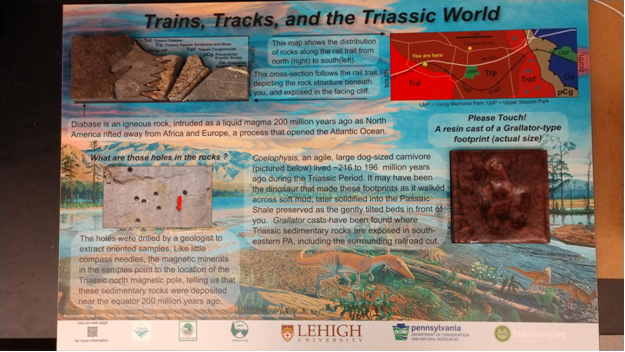 Trains, Tracks, and the Triassic World
This map shows the distribution
of rocks along the rail trail from
north (right) to south(left)
This cross-section follows the rail trail,
depicting the rock structure beneath
you, and exposed in the facing cliff.
You are here
Trd
Trp
Trpf
pCg
LMP = Living Memorial Park, USP = Upper Saucon Park
Diabase is an igneous rock, intruded as a liquid magma 200 million years ago as North
America rifted away from Africa and Europe, a process that opened the Atlantic Ocean.
Please Touch!
A resin cast of a Grallator-type
footprint (actual size)
What are those holes in the rocks ?
The holes were drilled by a geologist to
extract oriented samples. Like little
compass needles, the magnetic minerals
in the samples point to the location of the
Triassic north magnetic pole, telling us that
these sedimentary rocks were deposited
near the equator 200 million years ago.
Coelophysis, an agile, large dog-sized carnivore
(pictured below) lived ~216 to 196 million years
ago during the Triassic Period. It may have been
the dinosaur that made these footprints as it walked
across soft mud, later solidified into the Passaic
Shale preserved as the gently tilted beds in front of
you. Grallator casts have been found where
Triassic sedimentary rocks are exposed in south-
eastern PA, including the surrounding railroad cut.
visit our web page
for more information
LEHIGH
UNIVERSITY
pennsylvania
DEPARTMENT OF CONSERVATION
AND NATURAL RESOURCES